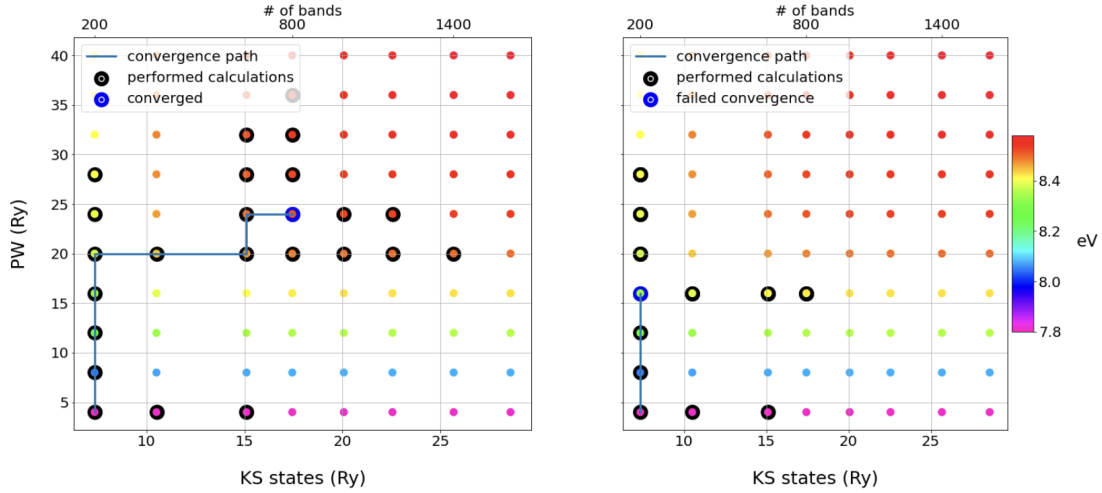 # of bands
200 800 1400
40
35
30
25
20
15
10
5
PW (Ry)
convergence path
performed calculations
converged
10 15 20 25
KS states (Ry)
# of bands
200 800 1400
convergence path
performed calculations
failed convergence
10 15 20 25
KS states (Ry)
8.4
8.2
8.0
7.8
eV